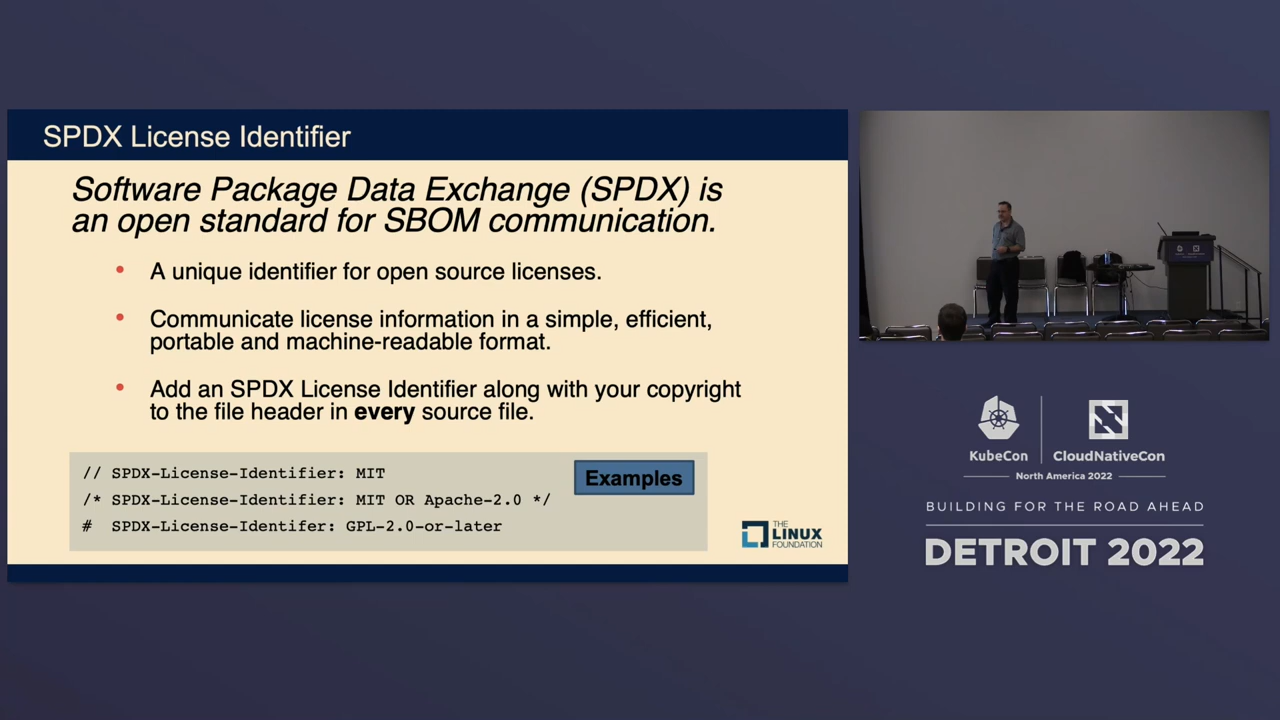 SPDX License Identifier
Software Package Data Exchange (SPDX) is
an open standard for SBOM communication.
• A unique identifier for open source licenses.
• Communicate license information in a simple, efficient,
portable and machine-readable format.
• Add an SPDX License Identifier along with your copyright
to the file header in every source file.
// SPDX-License-Identifier: MIT
Examples
/* SPDX-License-Identifier: MIT OR Apache-2.0 */
# SPDX-License-Identifer: GPL-2.0-or-later
THE
LINUX
FOUNDATION
KubeCon
CloudNativeCon
North America 2022
BUILDING FOR THE ROAD AHEAD
DETROIT 2022